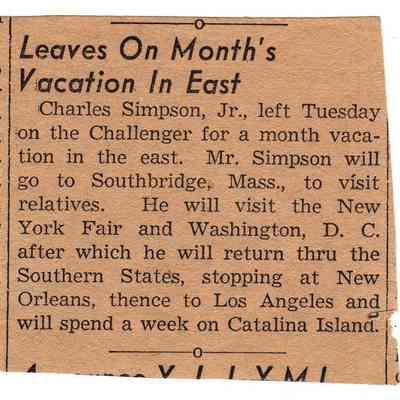 Leaves On Month's
Vacation In East
Charles Simpson, Jr., left Tuesday
on the Challenger for a month vaca-
tion in the east. Mr. Simpson will
go to Southbridge, Mass., to visit
relatives. He will visit the New
York Fair and Washington, D. C.
after which he will return thru the
Southern States, stopping at New
Orleans, thence to Los Angeles and
will spend a week on Catalina Island.